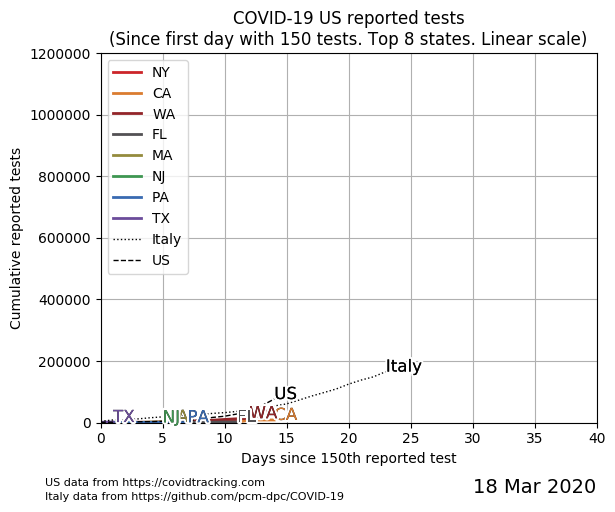 COVID-19 US reported tests
(Since first day with 150 tests. Top 8 states. Linear scale)
1200000
1000000
800000
600000
400000
200000
0
Cumulative reported tests
NY
CA
WA
FL
MA
NJ
PA
TX
Italy
US
Italy
US
TX
NJ
PA
FL
WA
CA
0 5 10 15 20 25 30 35 40
Days since 150th reported test
US data from https://covidtracking.com
Italy data from https://github.com/pcm-dpc/COVID-19
18 Mar 2020